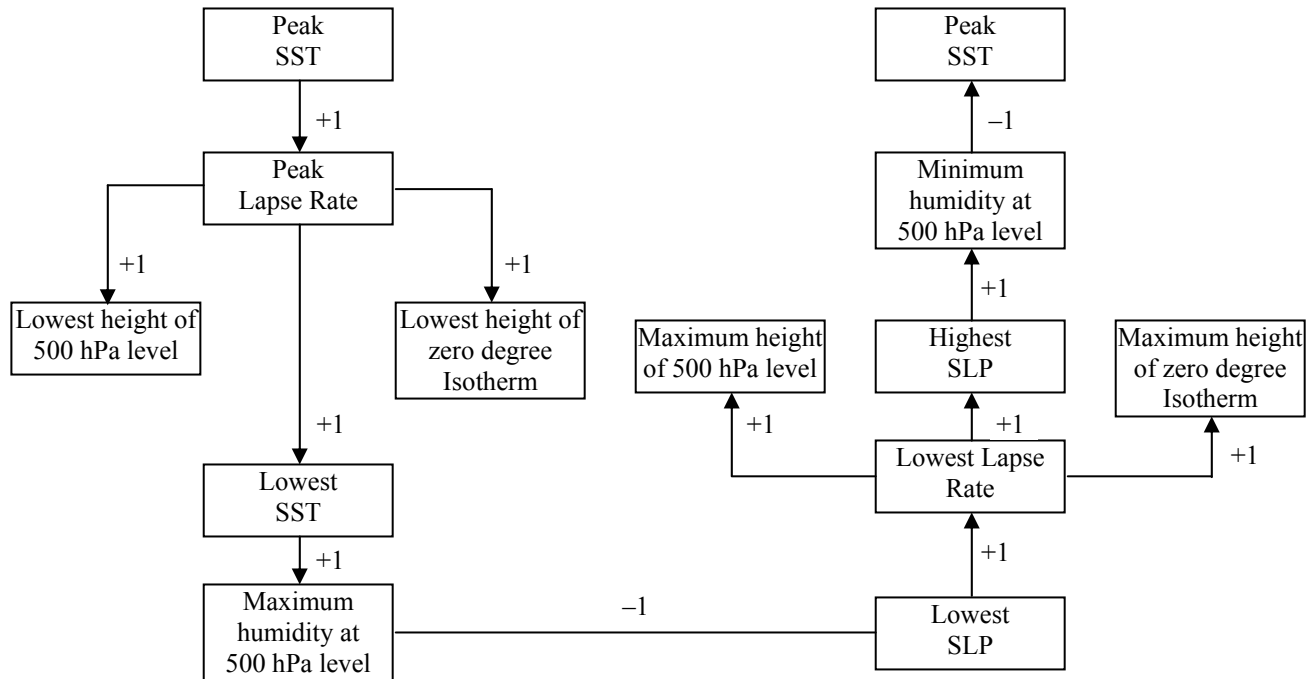 Peak
SST
+1
Peak
Lapse Rate
+1
+1
Lowest height of
500 hPa level
Lowest height of
zero degree
Isotherm
+1
Lowest
SST
+1
Maximum
humidity at
500 hPa level
–1
Lowest
SLP
+1
Lowest Lapse
Rate
+1
+1
+1
Maximum height
of 500 hPa level
Highest
SLP
Maximum height
of zero degree
Isotherm
+1
Minimum
humidity at
500 hPa level
–1
Peak
SST